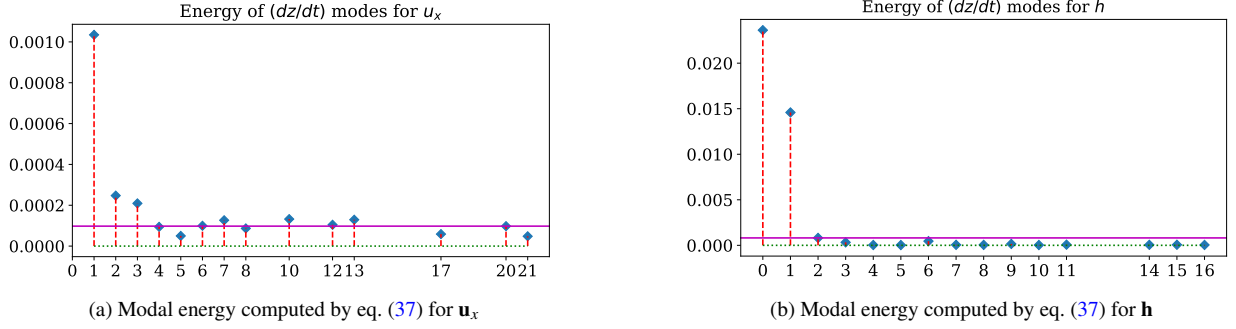 Energy of (dz/dt) modes for u_x
0.0010
0.0008
0.0006
0.0004
0.0002
0.0000
0 1 2 3 4 5 6 7 8 10 12 13 17 20 21
(a) Modal energy computed by eq. (37) for u_x
Energy of (dz/dt) modes for h
0.020
0.015
0.010
0.005
0.000
0 1 2 3 4 5 6 7 8 9 10 11 14 15 16
(b) Modal energy computed by eq. (37) for h